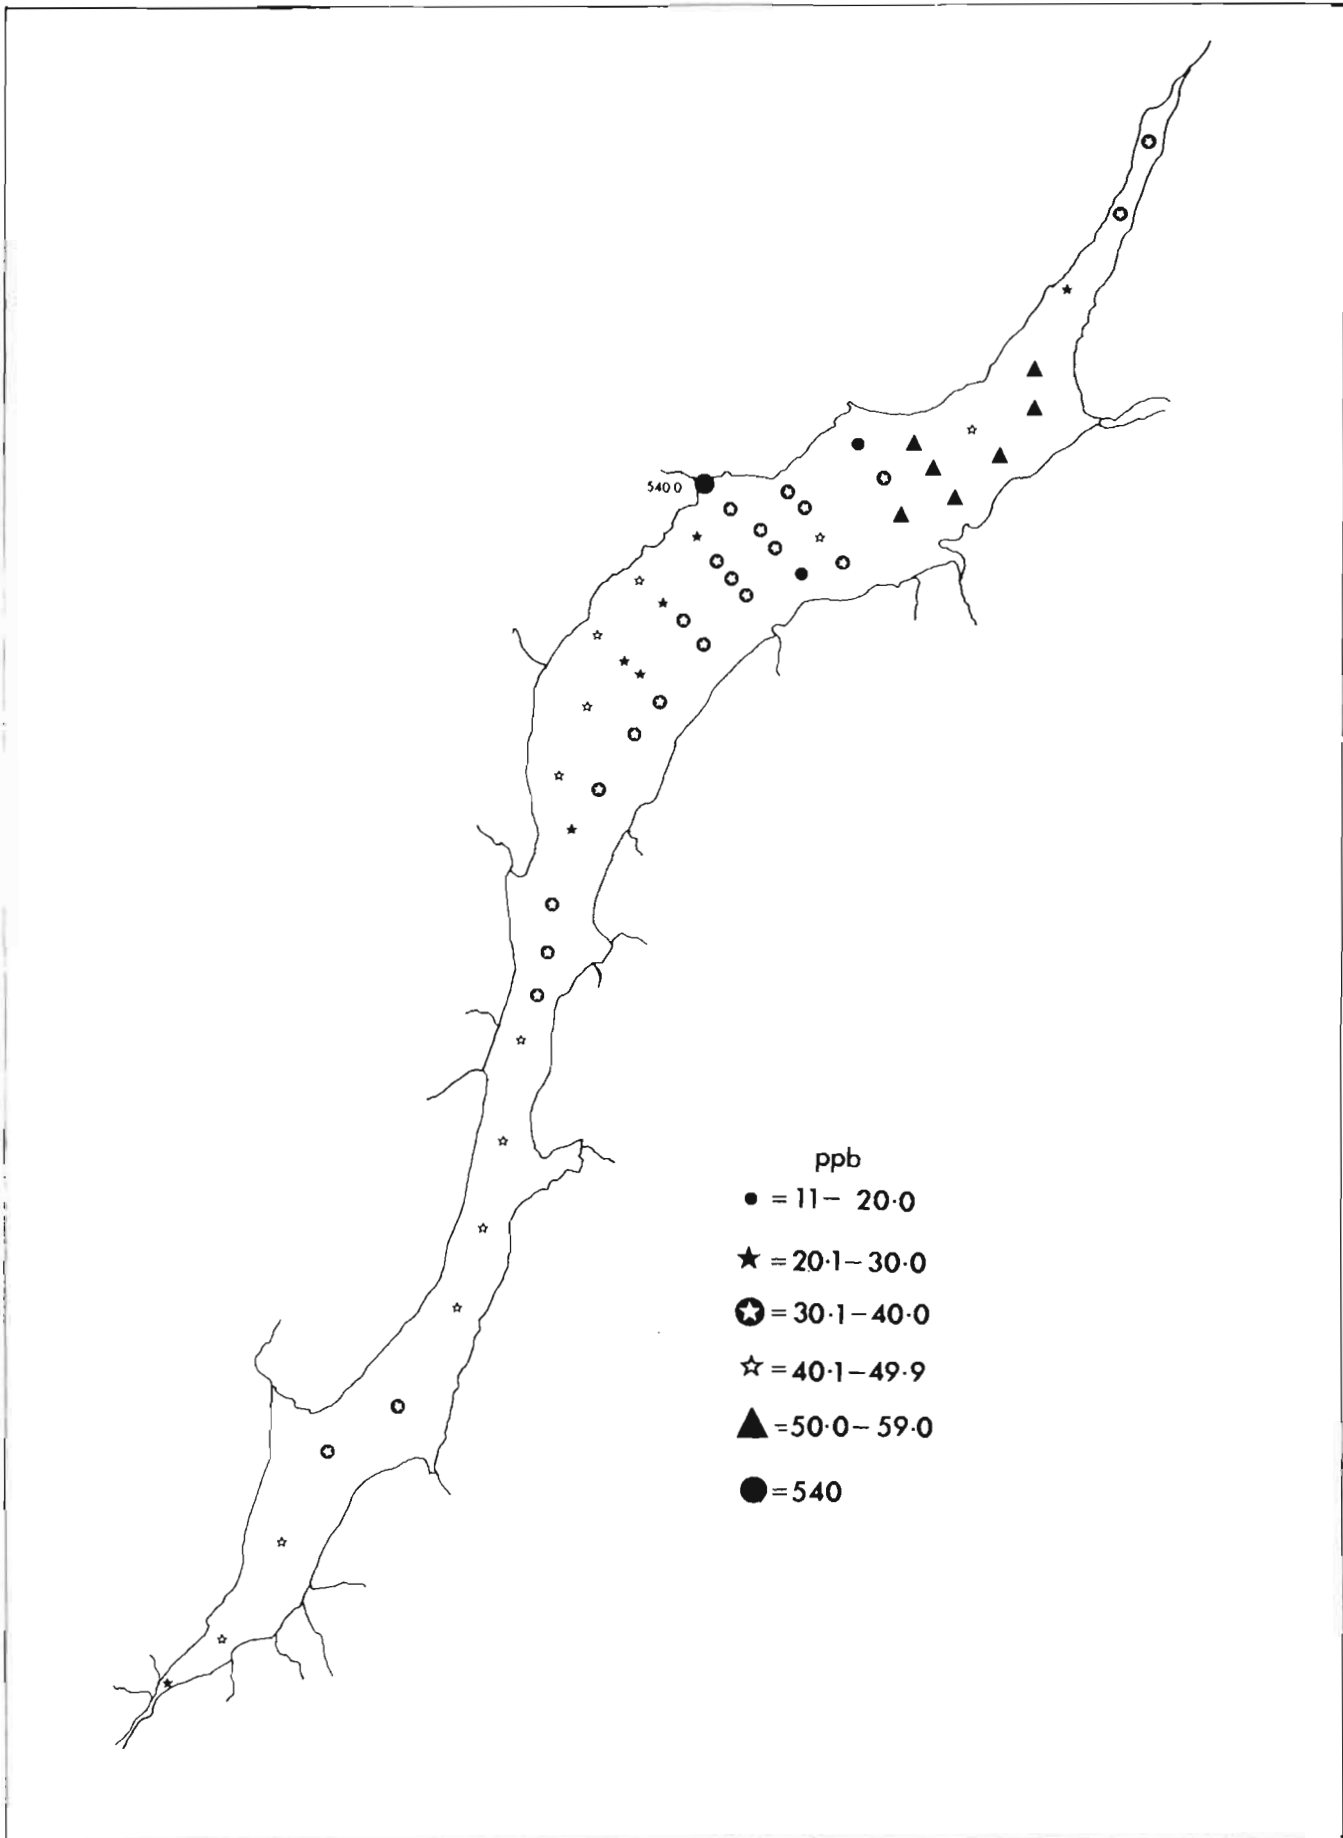 540 0
ppb
● = 11– 20·0
★ = 20·1–30·0
✪ = 30·1–40·0
☆ = 40·1–49·9
▲ = 50·0–59·0
● = 540